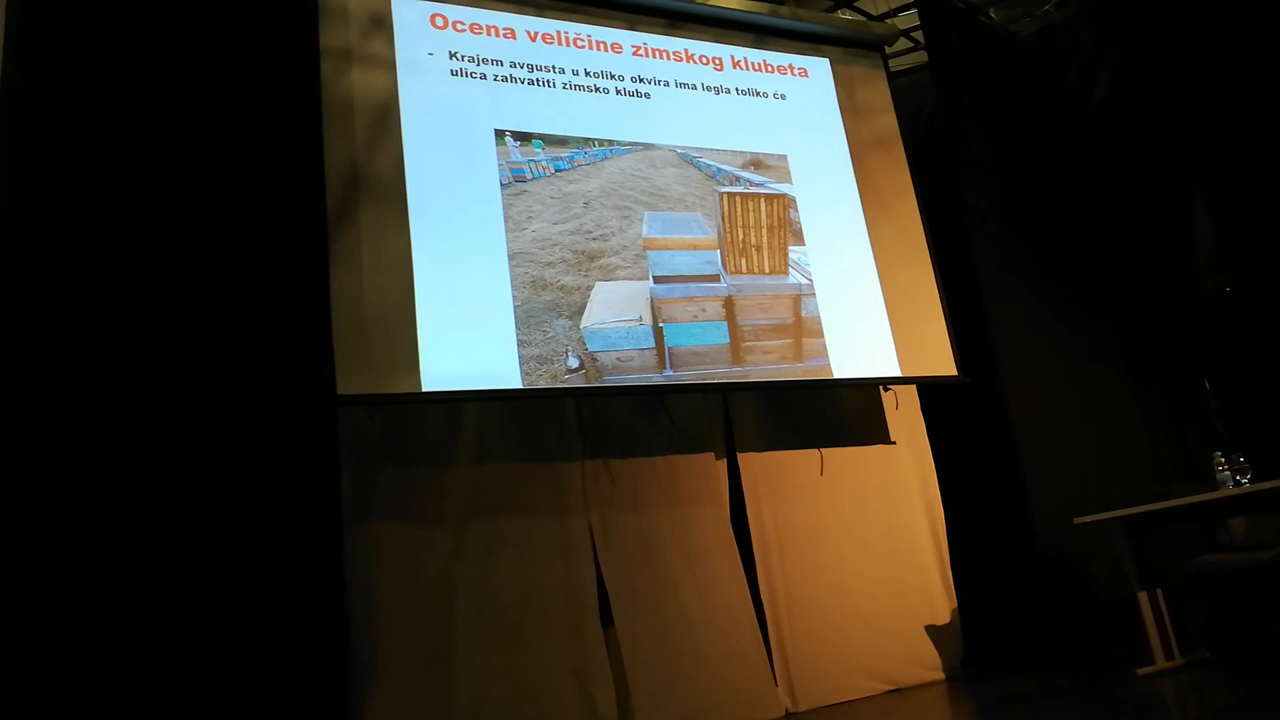 Ocena veličine zimskog klubeta
- Krajem avgusta u koliko okvira ima legla toliko će
ulica zahvatiti zimsko klube